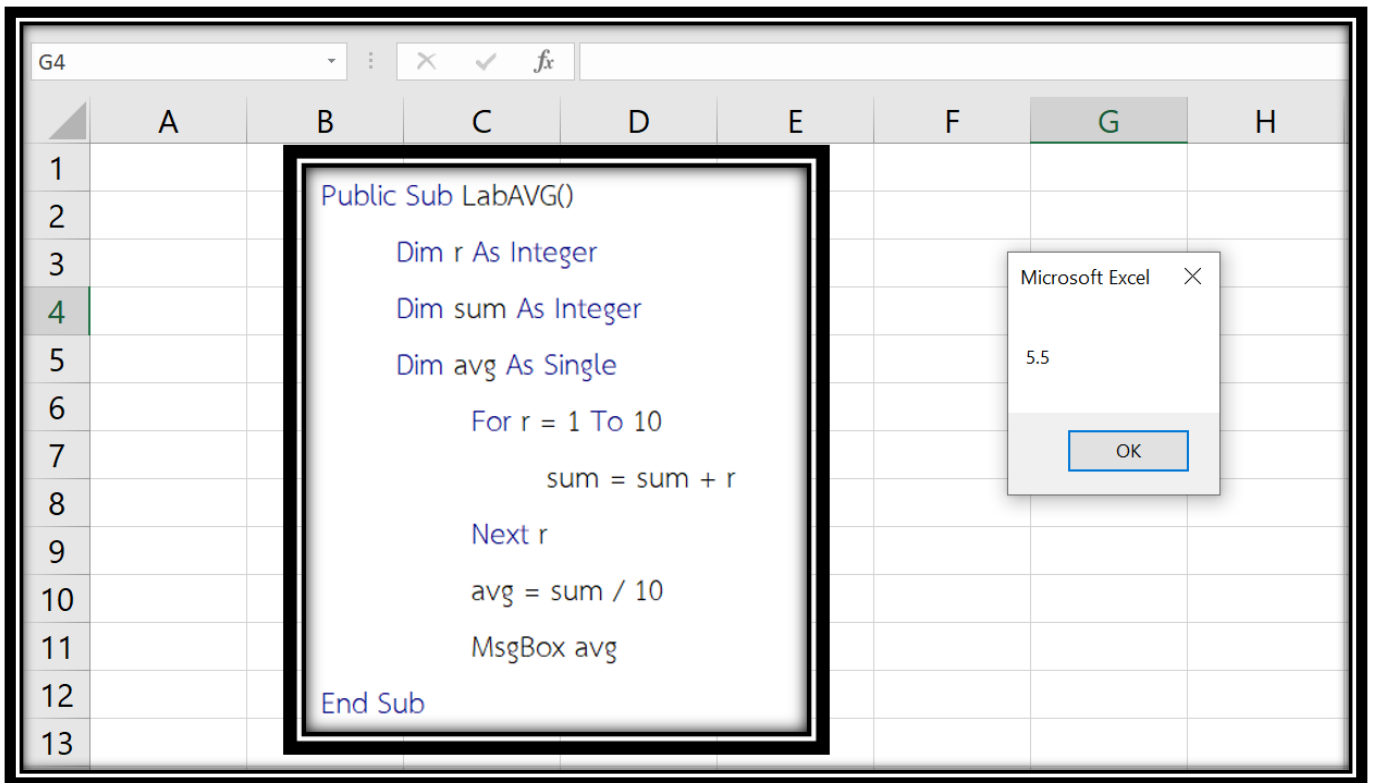 G4
fx
A B C D E F G H
1
2
3
4
5
6
7
8
9
10
11
12
13
Public Sub LabAVG()
Dim r As Integer
Dim sum As Integer
Dim avg As Single
For r = 1 To 10
sum = sum + r
Next r
avg = sum / 10
MsgBox avg
End Sub
Microsoft Excel
5.5
OK